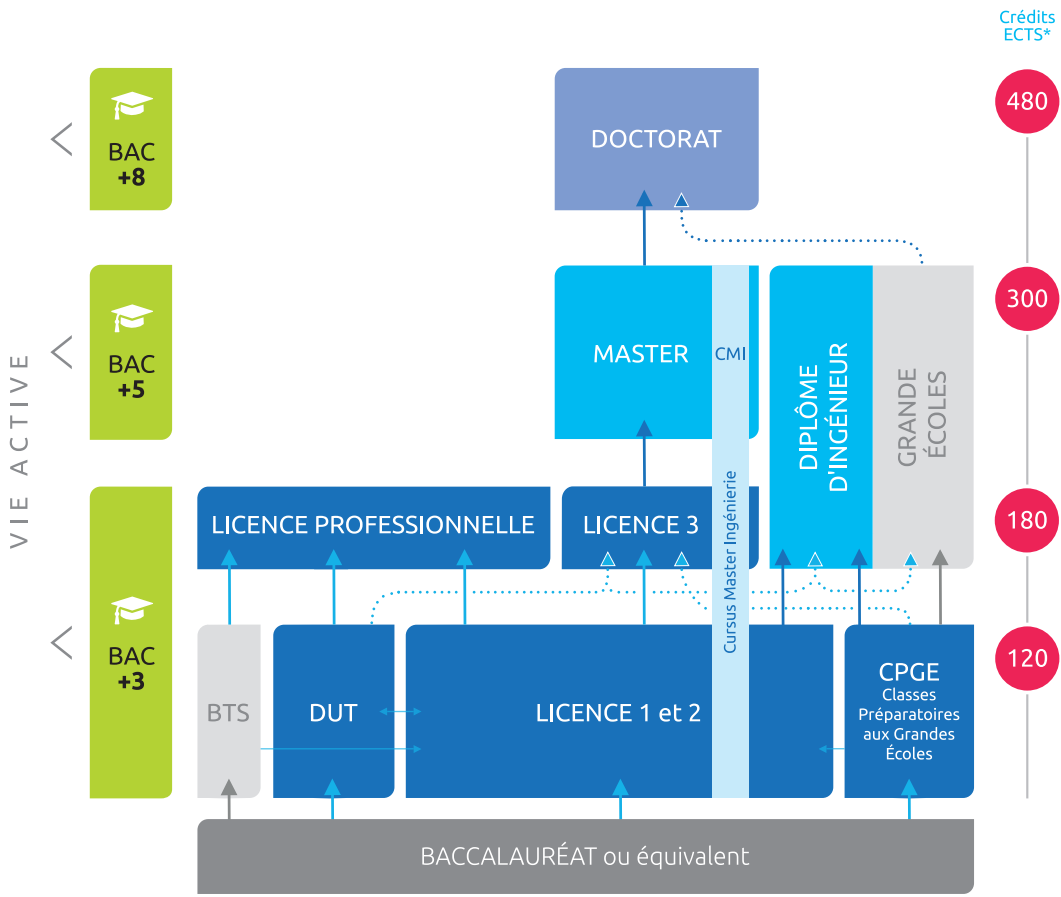 Crédits
ECTS*
480
BAC
+8
DOCTORAT
300
BAC
+5
MASTER
CMI
DIPLÔME
D'INGÉNIEUR
GRANDE
ÉCOLES
VIE ACTIVE
180
LICENCE PROFESSIONNELLE
LICENCE 3
Cursus Master Ingénierie
120
BAC
+3
BTS
DUT
LICENCE 1 et 2
CPGE
Classes
Préparatoires
aux Grandes
Écoles
BACCALAURÉAT ou équivalent